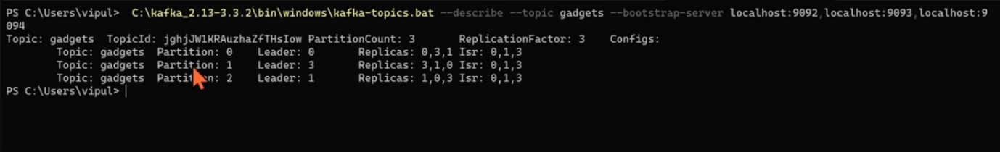 PS C:\Users\vipul>  C:\kafka_2.13-3.3.2\bin\windows\kafka-topics.bat --describe --topic gadgets --bootstrap-server localhost:9092,localhost:9093,localhost:9
094
Topic: gadgets  TopicId: jghjJW1KRAuzhaZfTHsIow PartitionCount: 3       ReplicationFactor: 3    Configs:
        Topic: gadgets  Partition: 0    Leader: 0       Replicas: 0,3,1 Isr: 0,1,3
        Topic: gadgets  Partition: 1    Leader: 3       Replicas: 3,1,0 Isr: 0,1,3
        Topic: gadgets  Partition: 2    Leader: 1       Replicas: 1,0,3 Isr: 0,1,3
PS C:\Users\vipul>